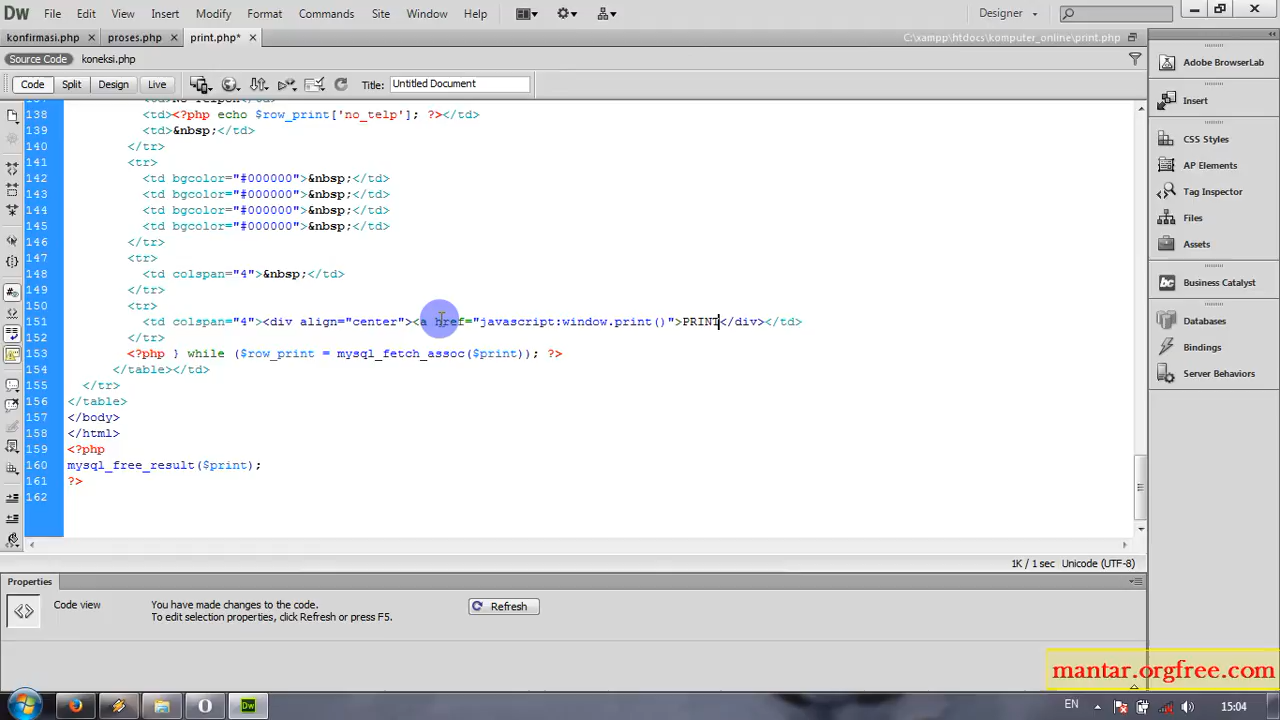 Dw File Edit View Insert Modify Format Commands Site Window Help Designer
konfirmasi.php proses.php print.php* C:\xampp\htdocs\komputer_online\print.php
Source Code koneksi.php
Code Split Design Live Title: Untitled Document
138 <td><?php echo $row_print['no_telp']; ?></td>
139 <td>&nbsp;</td>
140 </tr>
141 <tr>
142 <td bgcolor="#000000">&nbsp;</td>
143 <td bgcolor="#000000">&nbsp;</td>
144 <td bgcolor="#000000">&nbsp;</td>
145 <td bgcolor="#000000">&nbsp;</td>
146 </tr>
147 <tr>
148 <td colspan="4">&nbsp;</td>
149 </tr>
150 <tr>
151 <td colspan="4"><div align="center"><a href="javascript:window.print()">PRINT</div></td>
152 </tr>
153 <?php } while ($row_print = mysql_fetch_assoc($print)); ?>
154 </table></td>
155 </tr>
156 </table>
157 </body>
158 </html>
159 <?php
160 mysql_free_result($print);
161 ?>
162
1K / 1 sec Unicode (UTF-8)
Properties
Code view
You have made changes to the code.
To edit selection properties, click Refresh or press F5.
Refresh
Adobe BrowserLab
Insert
CSS Styles
AP Elements
Tag Inspector
Files
Assets
Business Catalyst
Databases
Bindings
Server Behaviors
mantar.orgfree.com
Dw EN 15:04